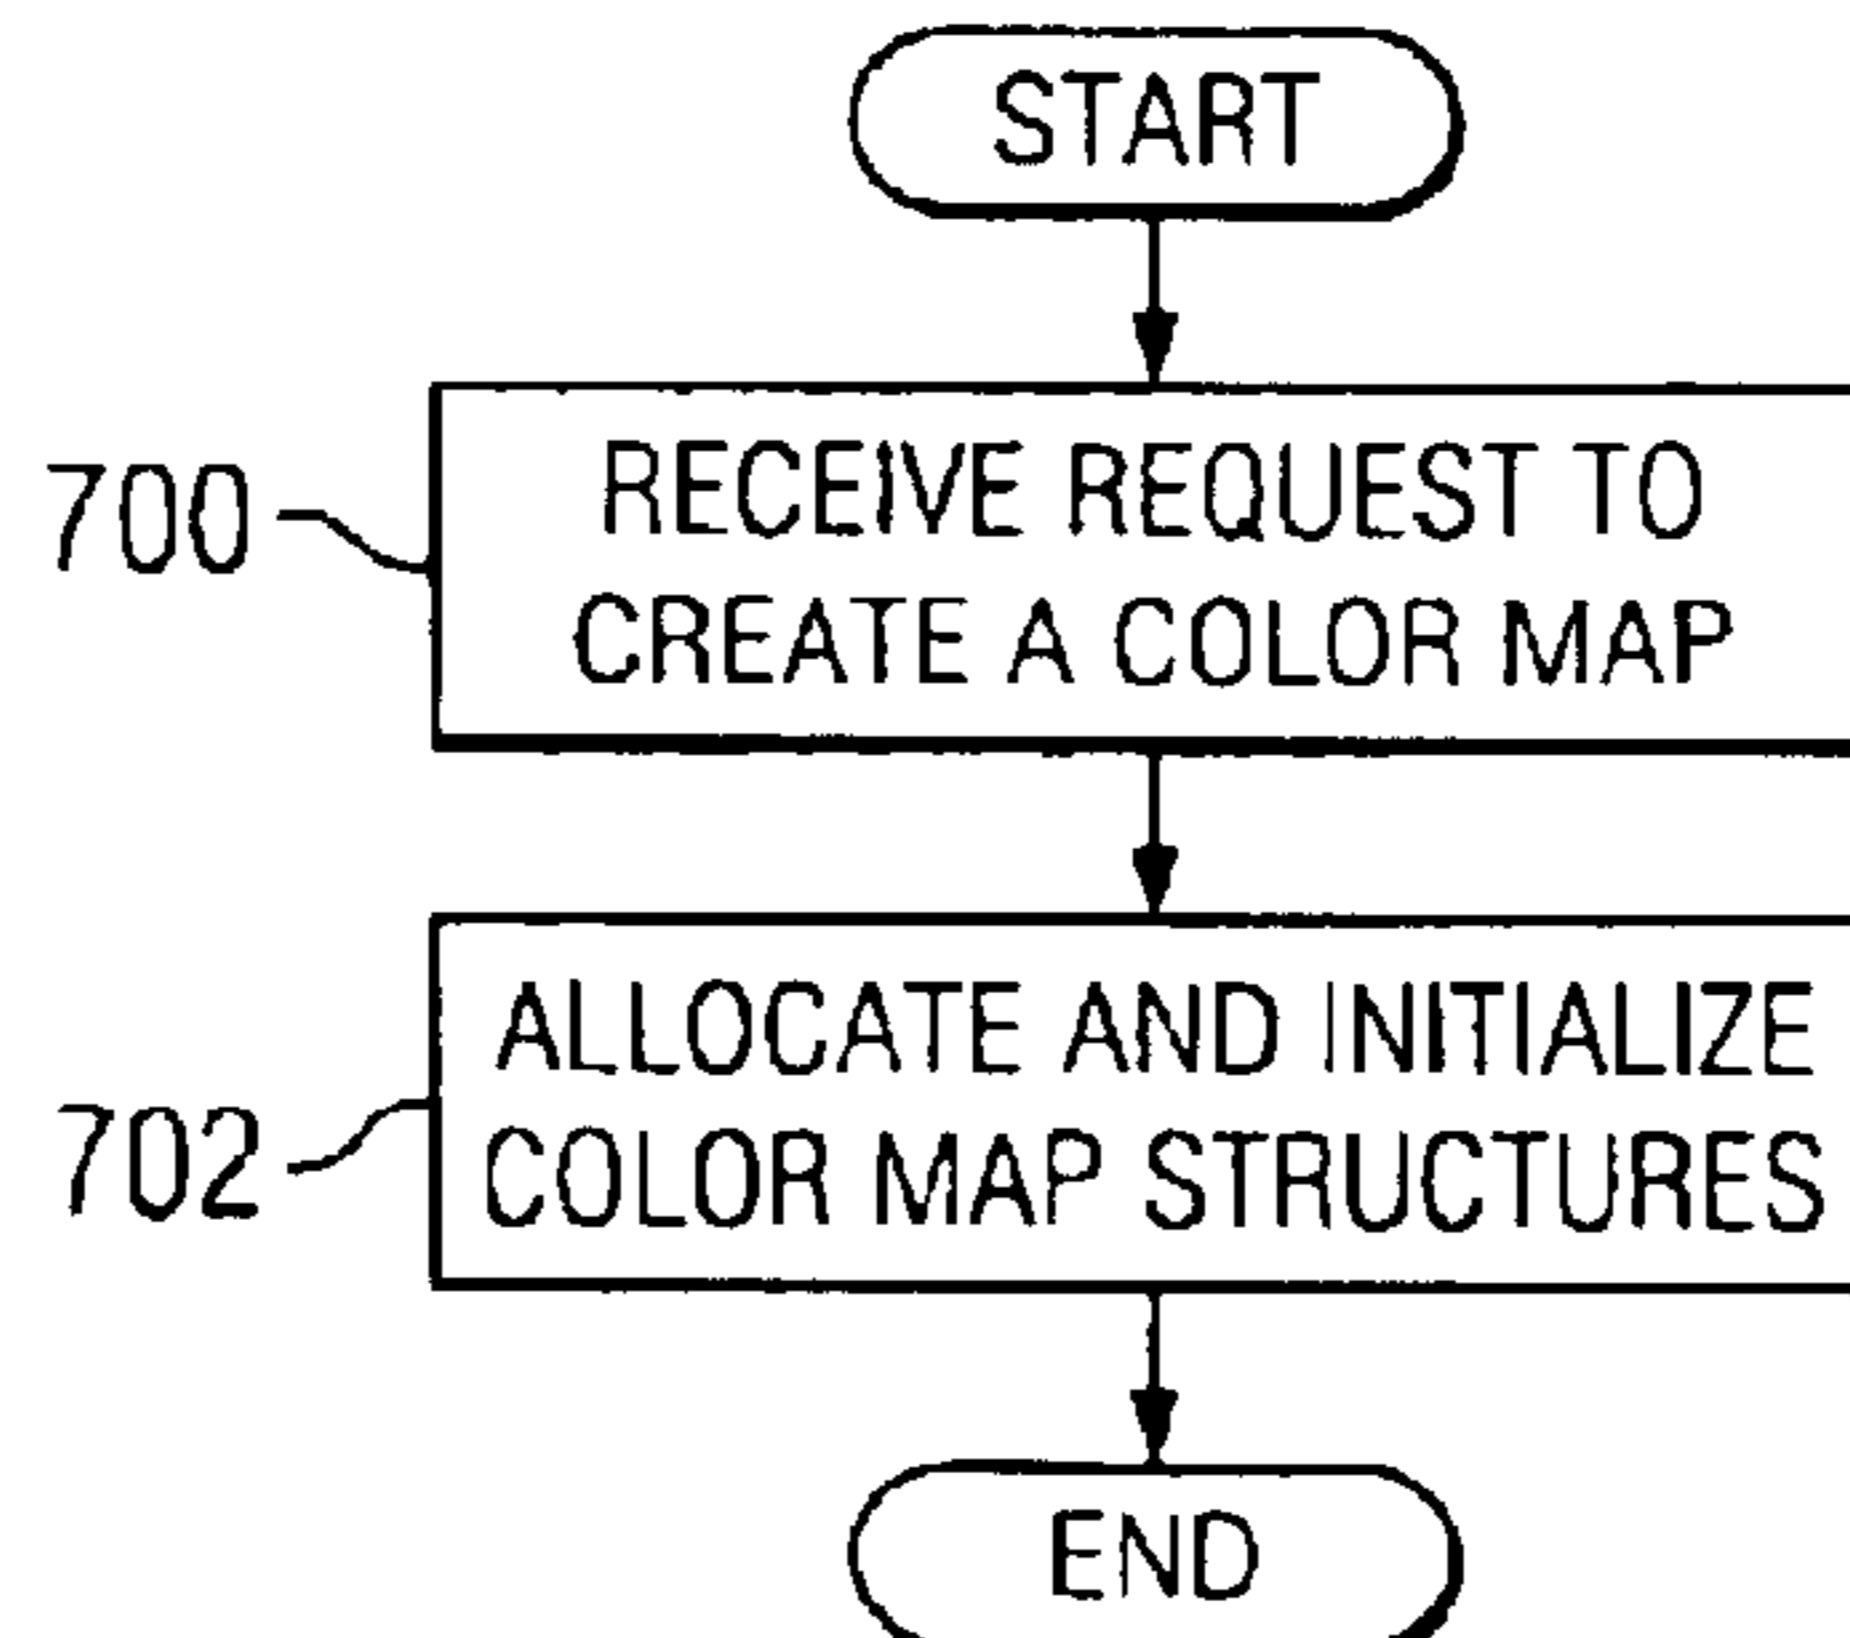 START
700
RECEIVE REQUEST TO
CREATE A COLOR MAP
702
ALLOCATE AND INITIALIZE
COLOR MAP STRUCTURES
END